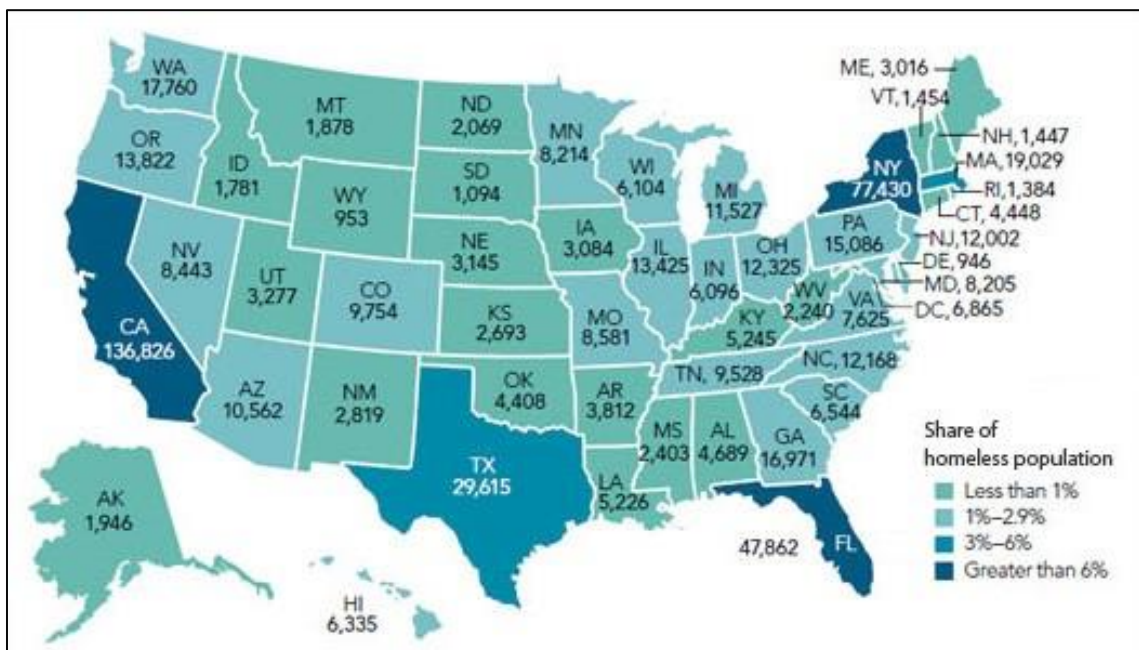 WA
17,760
MT
1,878
ND
2,069
MN
8,214
ME, 3,016
VT, 1,454
OR
13,822
ID
1,781
SD
1,094
WI
6,104
MI
11,527
NY
77,430
NH, 1,447
MA, 19,029
RI, 1,384
CT, 4,448
WY
953
NE
3,145
IA
3,084
PA
15,086
NJ, 12,002
DE, 946
MD, 8,205
DC, 6,865
NV
8,443
UT
3,277
CO
9,754
KS
2,693
MO
8,581
IL
13,425
IN
6,096
OH
12,325
WV
2,240
VA
7,625
KY
5,245
CA
136,826
AZ
10,562
NM
2,819
OK
4,408
AR
3,812
TN, 9,528
NC, 12,168
SC
6,544
TX
29,615
LA
5,226
MS
2,403
AL
4,689
GA
16,971
47,862
FL
AK
1,946
HI
6,335
Share of
homeless population
Less than 1%
1%–2.9%
3%–6%
Greater than 6%